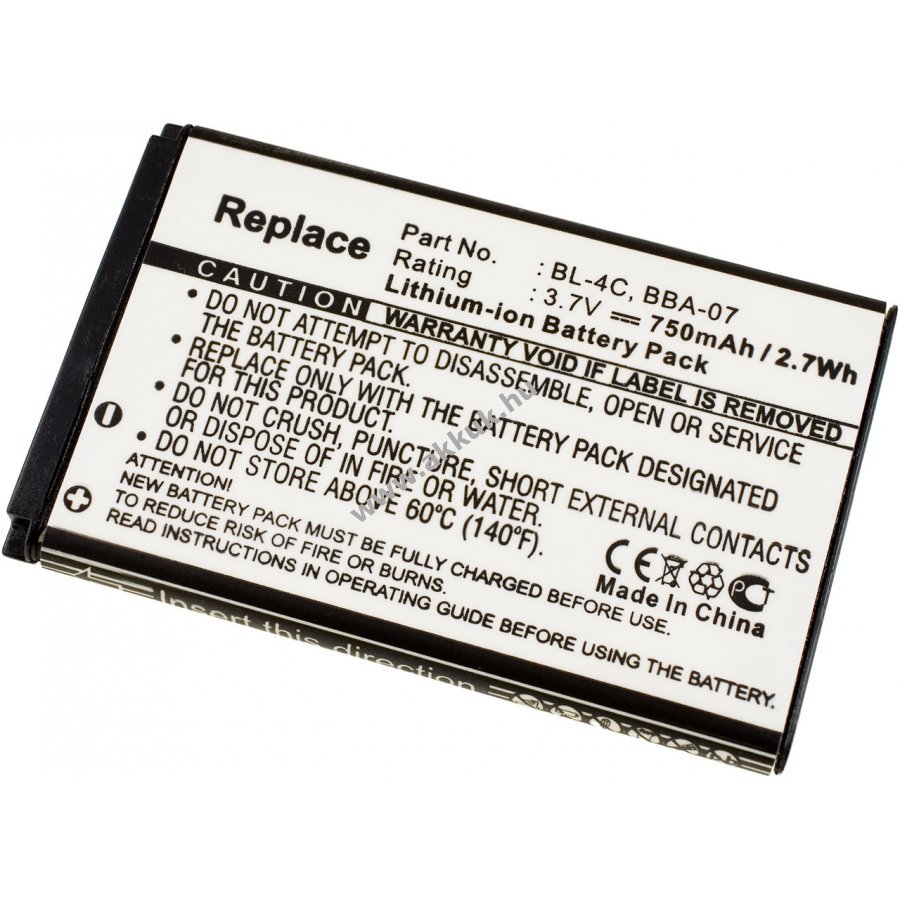 Replace
Part No. : BL-4C, BBA-07
Rating : 3.7V 750mAh / 2.7Wh
Lithium-ion Battery Pack
CAUTION: WARRANTY VOID IF LABEL IS REMOVED
DO NOT ATTEMPT TO DISASSEMBLE, OPEN OR SERVICE
THE BATTERY PACK.
REPLACE ONLY WITH THE BATTERY PACK DESIGNATED
FOR THIS PRODUCT.
DO NOT CRUSH, PUNCTURE, SHORT EXTERNAL CONTACTS
OR DISPOSE OF IN FIRE OR WATER.
DO NOT STORE ABOVE 60℃ (140℉).
ATTENTION!
NEW BATTERY PACK MUST BE FULLY CHARGED BEFORE USE.
TO REDUCE RISK OF FIRE OR BURNS.
READ INSTRUCTION OPERATING GUIDE BEFORE USING THE BATTERY.
CE
Made In China
Insert this direction
www.akkuk.hu